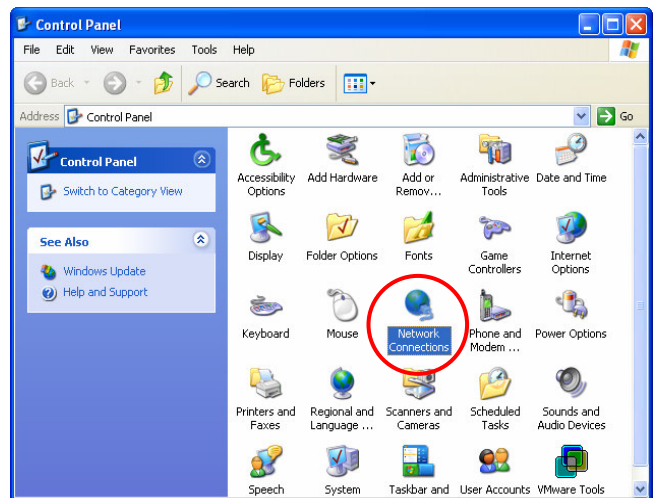 Control Panel
File Edit View Favorites Tools Help
Back Search Folders
Address Control Panel Go
Control Panel
Switch to Category View
See Also
Windows Update
Help and Support
Accessibility Options
Add Hardware
Add or Remov...
Administrative Tools
Date and Time
Display
Folder Options
Fonts
Game Controllers
Internet Options
Keyboard
Mouse
Network Connections
Phone and Modem ...
Power Options
Printers and Faxes
Regional and Language ...
Scanners and Cameras
Scheduled Tasks
Sounds and Audio Devices
Speech
System
Taskbar and
User Accounts
VMware Tools